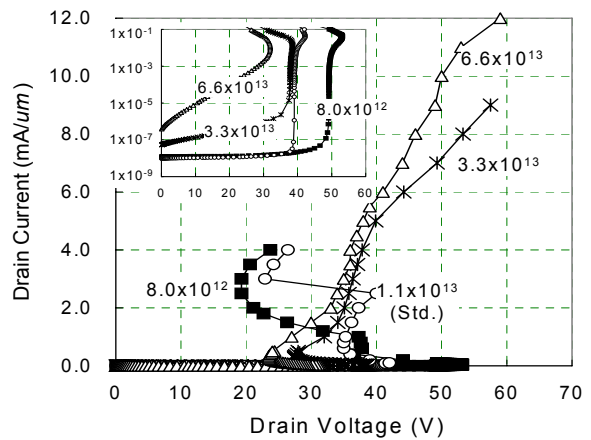 12.0
10.0
8.0
6.0
4.0
2.0
0.0
Drain Current (mA/um)
1x10-1
1x10-3
1x10-5
1x10-7
1x10-9
0 10 20 30 40 50 60
6.6x10^13
3.3x10^13
8.0x10^12
6.6x10^13
3.3x10^13
8.0x10^12
1.1x10^13
(Std.)
0 10 20 30 40 50 60 70
Drain Voltage (V)